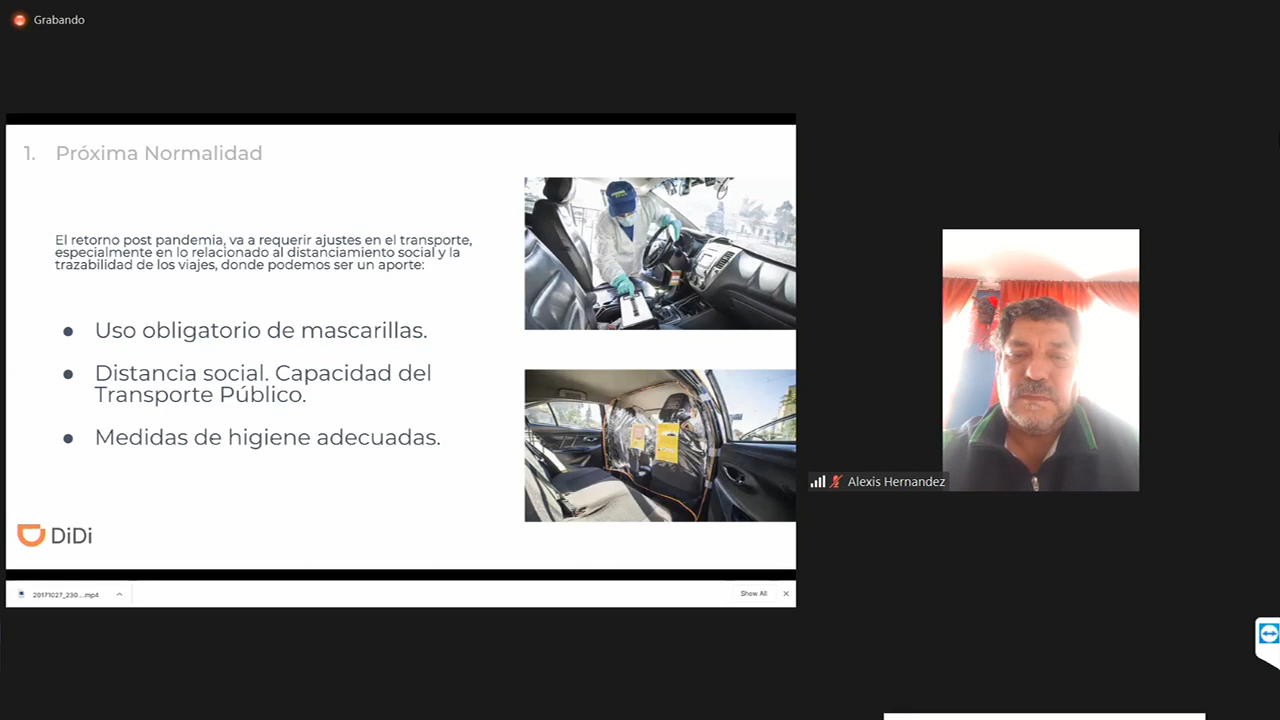 Grabando
1. Próxima Normalidad
El retorno post pandemia, va a requerir ajustes en el transporte,
especialmente en lo relacionado al distanciamiento social y la
trazabilidad de los viajes, donde podemos ser un aporte:
● Uso obligatorio de mascarillas.
● Distancia social. Capacidad del
Transporte Público.
● Medidas de higiene adecuadas.
DiDi
20171027_230....mp4
Show All
Alexis Hernandez